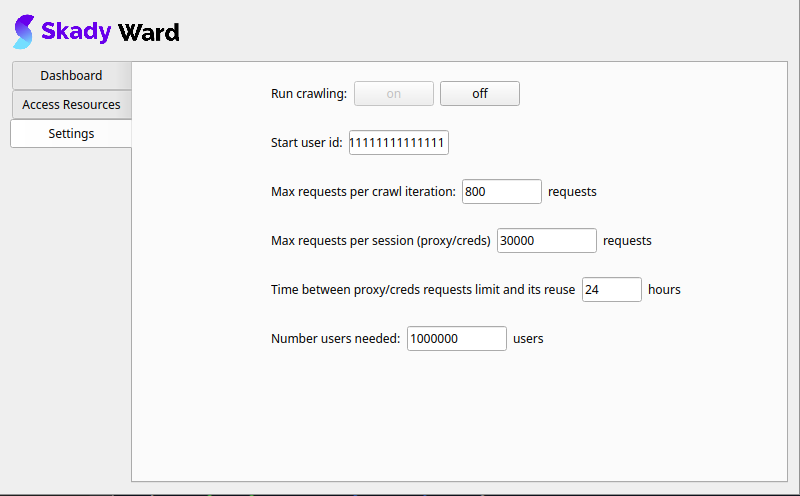 Skady Ward
Dashboard
Access Resources
Settings
Run crawling: on off
Start user id: 11111111111111
Max requests per crawl iteration: 800 requests
Max requests per session (proxy/creds) 30000 requests
Time between proxy/creds requests limit and its reuse 24 hours
Number users needed: 1000000 users